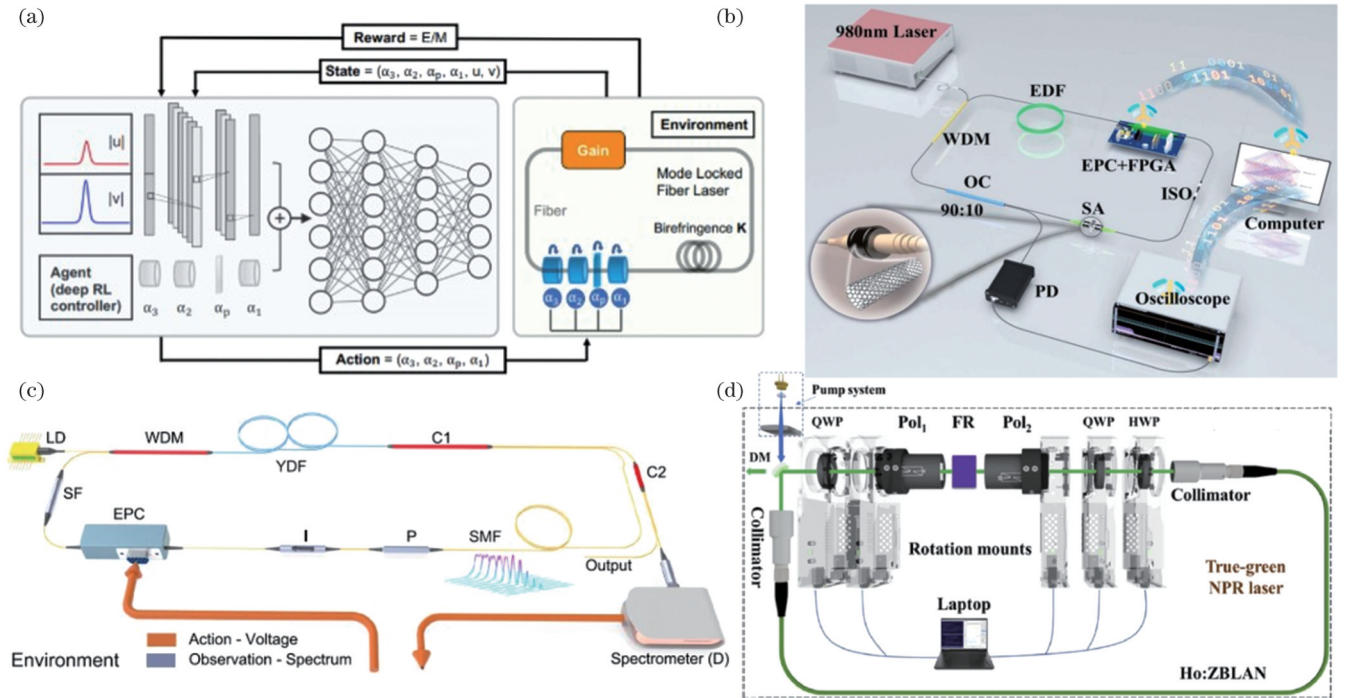 (a)
Reward = E/M
State = (α₃, α₂, αₚ, α₁, u, v)
|u|
|v|
Agent
(deep RL
controller)
α₃ α₂ αₚ α₁
+
Environment
Gain
Mode Locked
Fiber Laser
Fiber
Birefringence K
α₃ α₂ αₚ α₁
Action = (α₃, α₂, αₚ, α₁)
(b)
980nm Laser
EDF
WDM
EPC+FPGA
OC
ISO
90:10
SA
Computer
PD
Oscilloscope
(c)
LD
WDM
YDF
C1
C2
SF
EPC
I
P
SMF
Output
Action - Voltage
Observation - Spectrum
Environment
Spectrometer (D)
(d)
Pump system
QWP
Pol₁
FR
Pol₂
QWP
HWP
DM
Collimator
Collimator
Rotation mounts
True-green
NPR laser
Laptop
Ho:ZBLAN